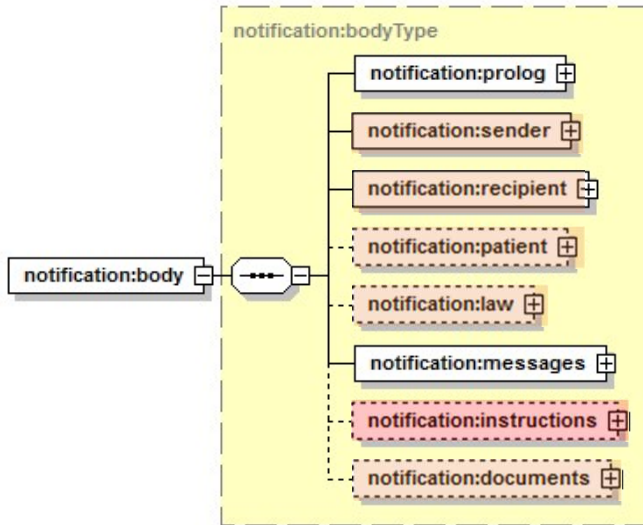 notification:bodyType
notification:prolog
notification:sender
notification:recipient
notification:patient
notification:body
notification:law
notification:messages
notification:instructions
notification:documents